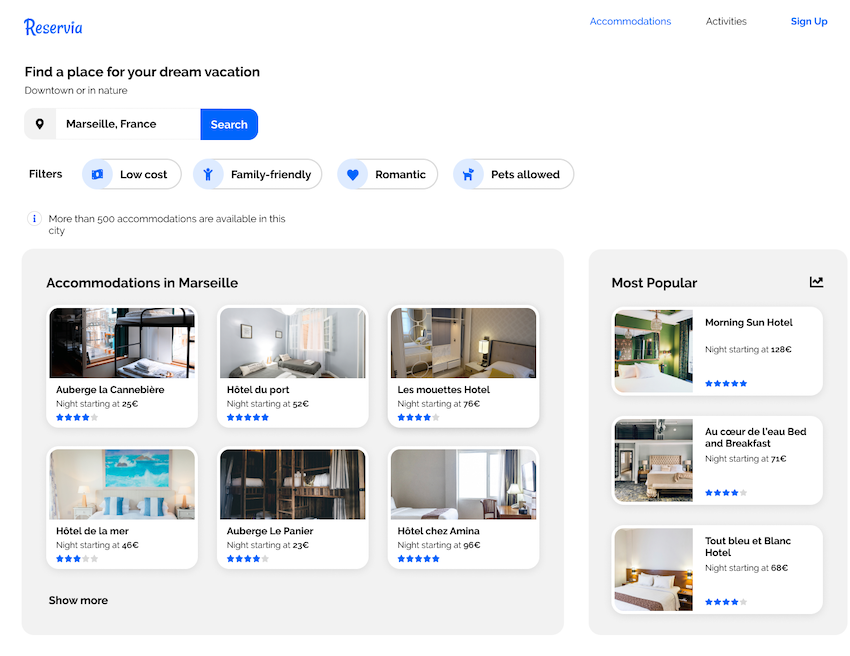 Reservia
Accommodations
Activities
Sign Up
Find a place for your dream vacation
Downtown or in nature
Marseille, France
Search
Filters
Low cost
Family-friendly
Romantic
Pets allowed
More than 500 accommodations are available in this
city
Accommodations in Marseille
Auberge la Cannebière
Night starting at 25€
Hôtel du port
Night starting at 52€
Les mouettes Hotel
Night starting at 76€
Hôtel de la mer
Night starting at 46€
Auberge Le Panier
Night starting at 23€
Hôtel chez Amina
Night starting at 96€
Show more
Most Popular
Morning Sun Hotel
Night starting at 128€
Au cœur de l'eau Bed
and Breakfast
Night starting at 71€
Tout bleu et Blanc
Hotel
Night starting at 68€